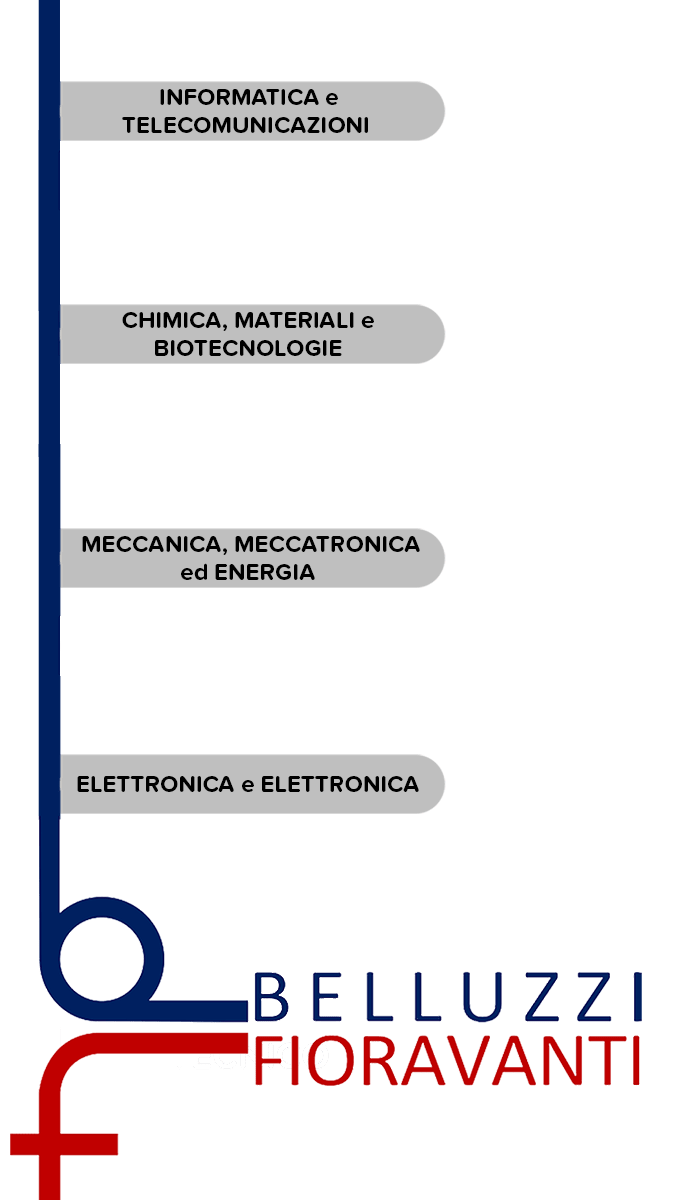 INFORMATICA e
TELECOMUNICAZIONI
CHIMICA, MATERIALI e
BIOTECNOLOGIE
MECCANICA, MECCATRONICA
ed ENERGIA
ELETTRONICA e ELETTRONICA
BELLUZZI
FIORAVANTI